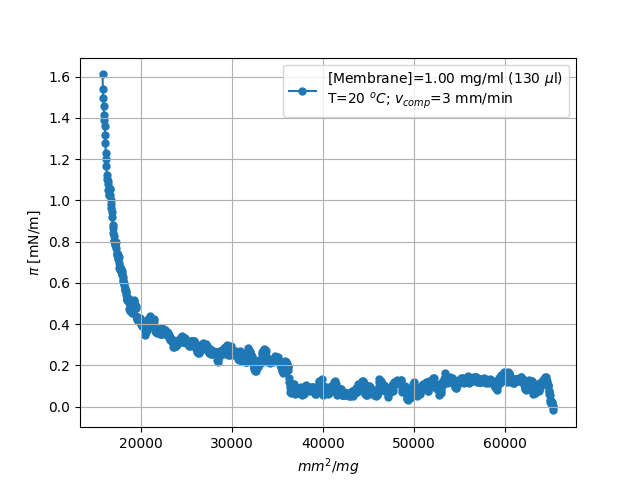 [Membrane]=1.00 mg/ml (130 μl)
T=20 °C; v_comp=3 mm/min
π [mN/m]
1.6
1.4
1.2
1.0
0.8
0.6
0.4
0.2
0.0
20000 30000 40000 50000 60000
mm²/mg